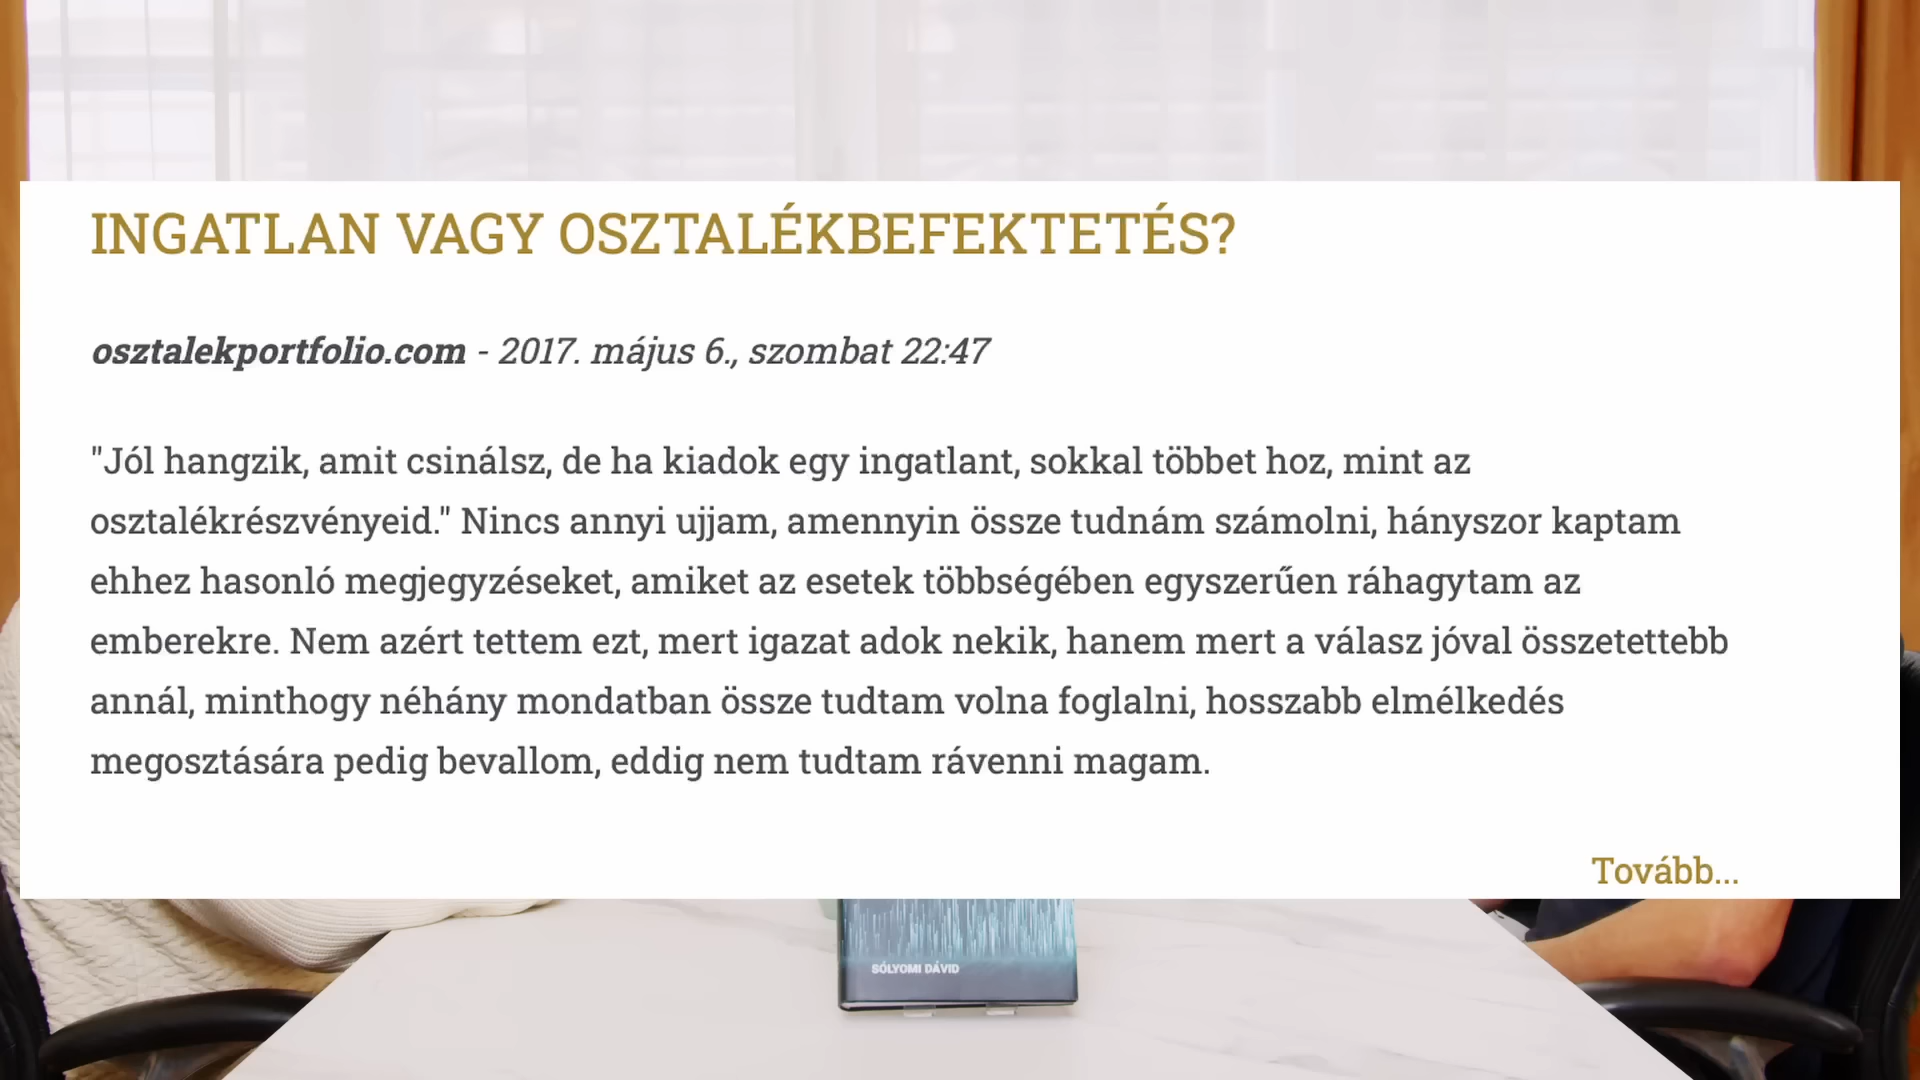 INGATLAN VAGY OSZTALÉKBEFEKTETÉS?
osztalekportfolio.com - 2017. május 6., szombat 22:47
"Jól hangzik, amit csinálsz, de ha kiadok egy ingatlant, sokkal többet hoz, mint az
osztalékrészvényeid." Nincs annyi ujjam, amennyin össze tudnám számolni, hányszor kaptam
ehhez hasonló megjegyzéseket, amiket az esetek többségében egyszerűen ráhagytam az
emberekre. Nem azért tettem ezt, mert igazat adok nekik, hanem mert a válasz jóval összetettebb
annál, minthogy néhány mondatban össze tudtam volna foglalni, hosszabb elmélkedés
megosztására pedig bevallom, eddig nem tudtam rávenni magam.
Tovább...
SÓLYOMI DÁVID